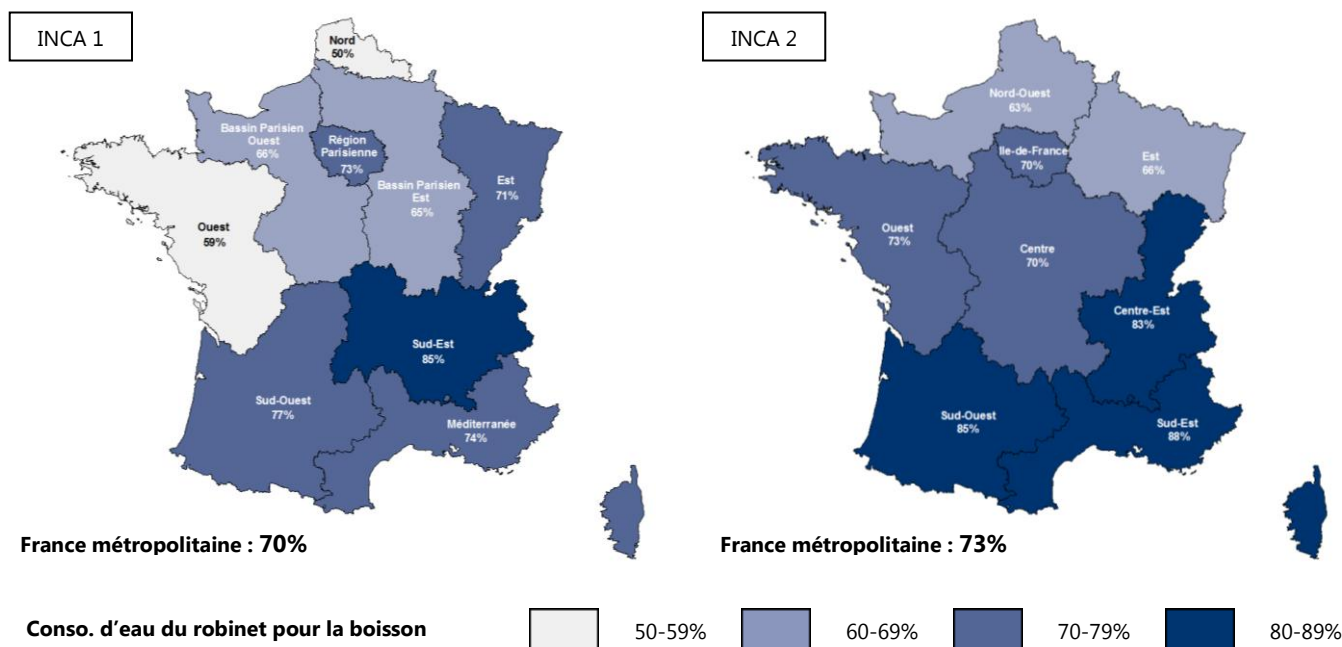 INCA 1
Nord
50%
Bassin Parisien
Ouest
66%
Région
Parisienne
73%
Bassin Parisien
Est
65%
Est
71%
Ouest
59%
Sud-Est
85%
Sud-Ouest
77%
Méditerranée
74%
France métropolitaine : 70%
INCA 2
Nord-Ouest
63%
Ile-de-France
70%
Est
66%
Ouest
73%
Centre
70%
Centre-Est
83%
Sud-Ouest
85%
Sud-Est
88%
France métropolitaine : 73%
Conso. d'eau du robinet pour la boisson
50-59%
60-69%
70-79%
80-89%